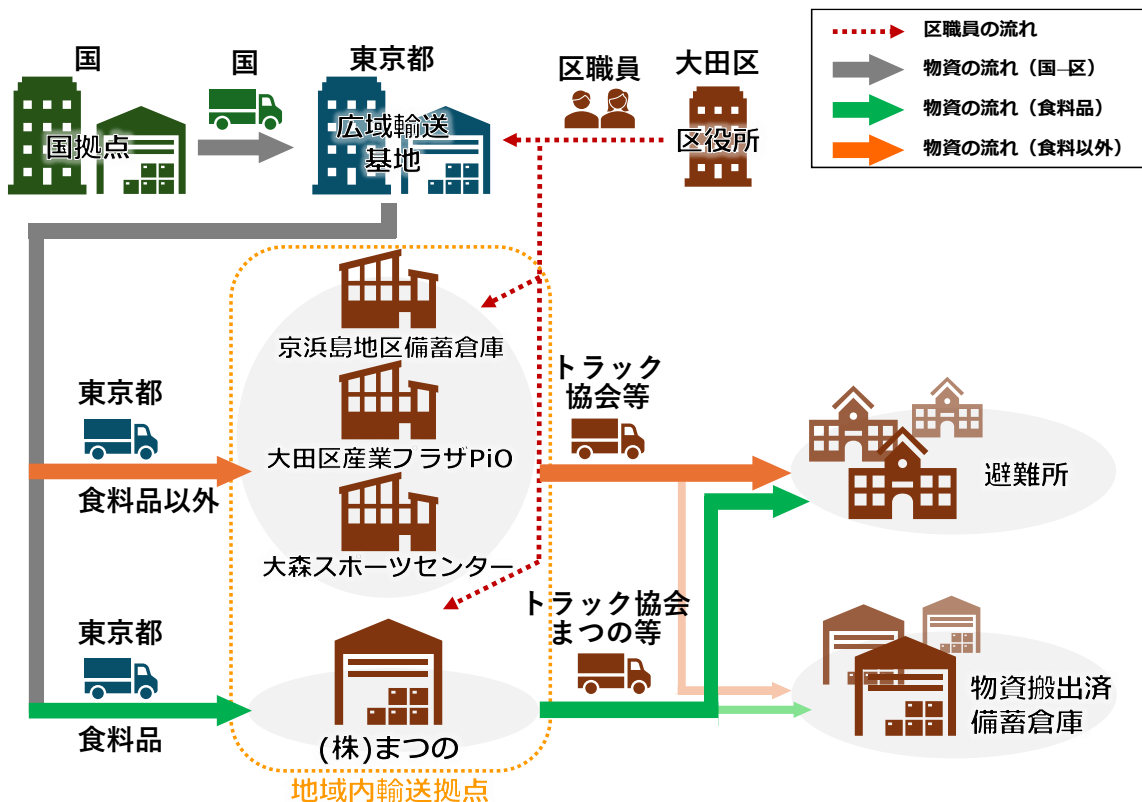 国
国
東京都
区職員
大田区
国拠点
広域輸送
基地
区役所
区職員の流れ
物資の流れ（国―区）
物資の流れ（食料品）
物資の流れ（食料以外）
京浜島地区備蓄倉庫
大田区産業プラザPiO
大森スポーツセンター
東京都
食料品以外
トラック
協会等
避難所
東京都
食料品
(株)まつの
地域内輸送拠点
トラック協会
まつの等
物資搬出済
備蓄倉庫